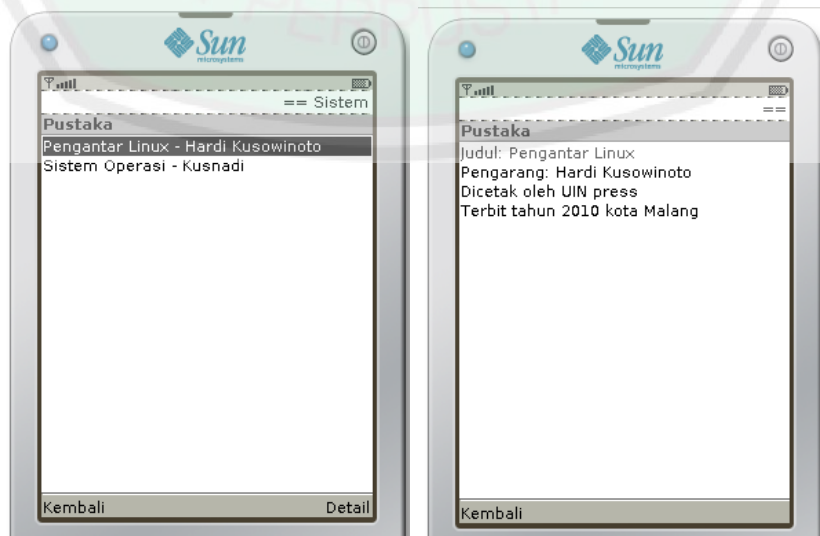 PERPUST
Sun
microsystems
== Sistem
Pustaka
Pengantar Linux - Hardi Kusowinoto
Sistem Operasi - Kusnadi
Kembali
Detail
Sun
microsystems
==
Pustaka
Judul: Pengantar Linux
Pengarang: Hardi Kusowinoto
Dicetak oleh UIN press
Terbit tahun 2010 kota Malang
Kembali